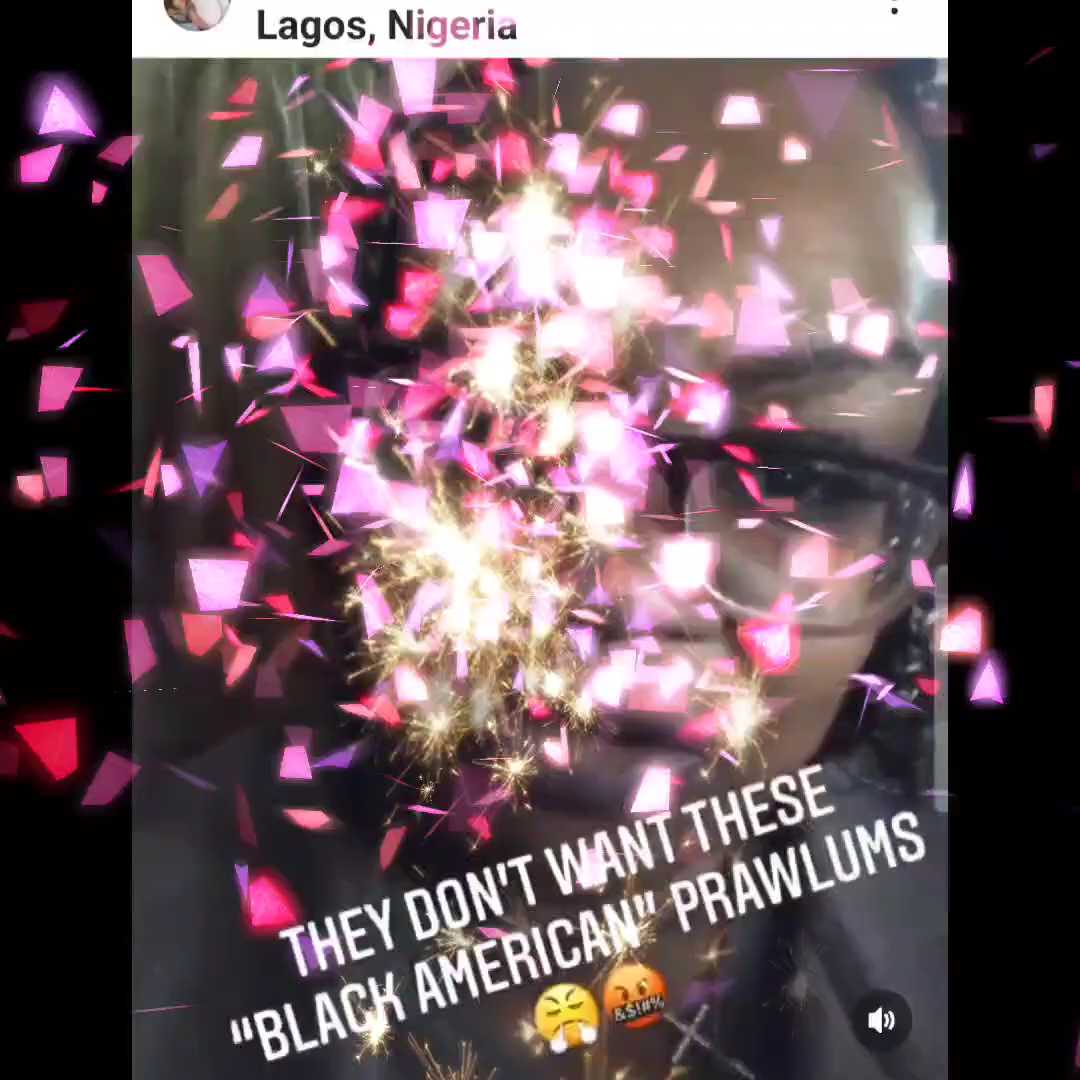 Lagos, Nigeria
THEY DON'T WANT THESE
"BLACK AMERICAN" PRAWLUMS
&$!#%